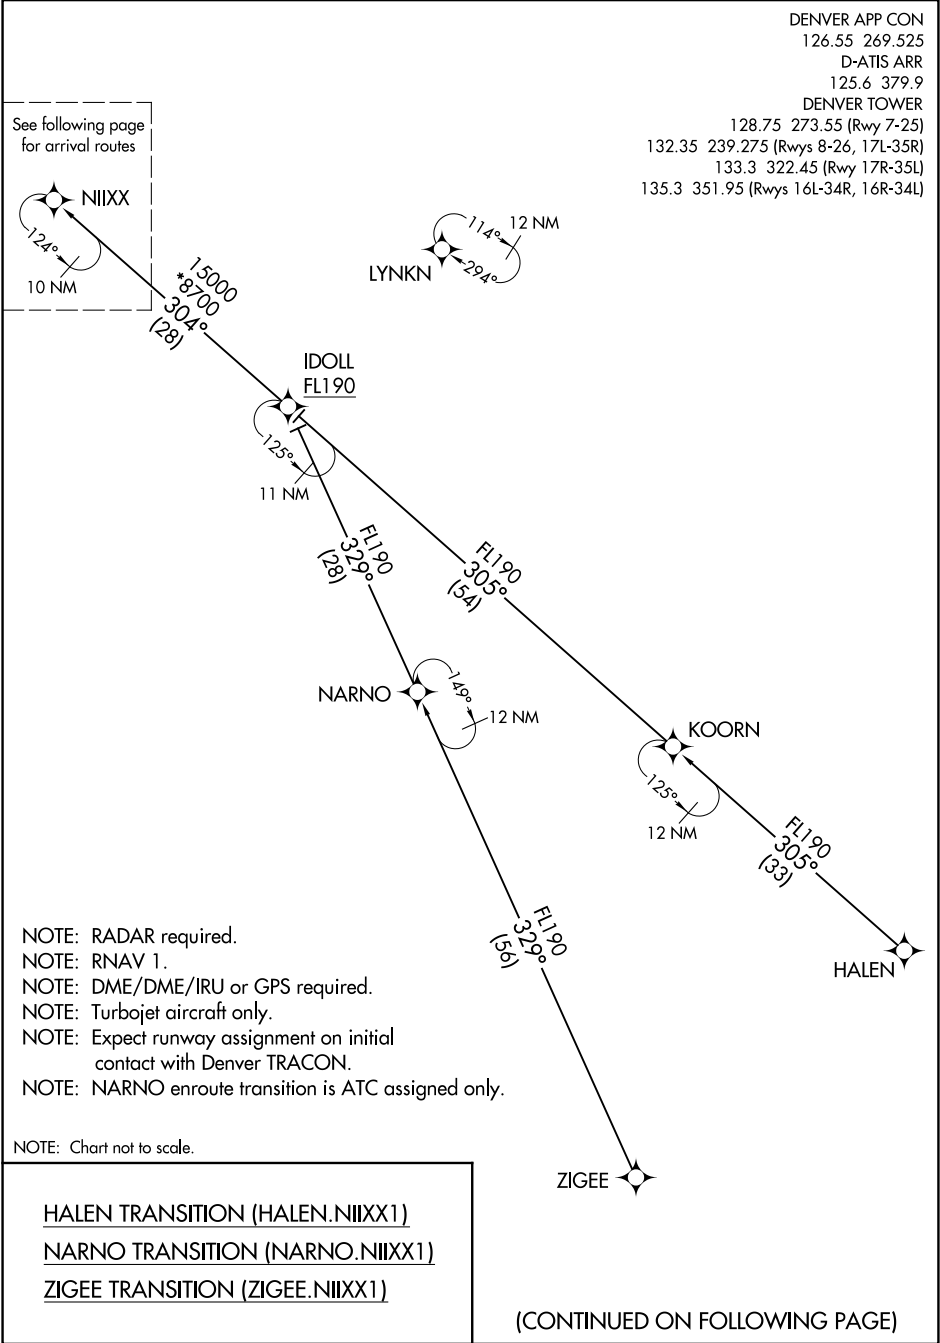 DENVER APP CON
126.55 269.525
D-ATIS ARR
125.6 379.9
DENVER TOWER
128.75 273.55 (Rwy 7-25)
132.35 239.275 (Rwys 8-26, 17L-35R)
133.3 322.45 (Rwy 17R-35L)
135.3 351.95 (Rwys 16L-34R, 16R-34L)
See following page
for arrival routes
NIIXX
124°
10 NM
114°
12 NM
294°
LYNKN
15000
*8700
304°
(28)
IDOLL
FL190
125°
11 NM
FL190
329°
(28)
FL190
305°
(54)
NARNO
149°
12 NM
KOORN
125°
12 NM
FL190
305°
(33)
HALEN
FL190
329°
(56)
ZIGEE
NOTE: RADAR required.
NOTE: RNAV 1.
NOTE: DME/DME/IRU or GPS required.
NOTE: Turbojet aircraft only.
NOTE: Expect runway assignment on initial
contact with Denver TRACON.
NOTE: NARNO enroute transition is ATC assigned only.
NOTE: Chart not to scale.
HALEN TRANSITION (HALEN.NIIXX1)
NARNO TRANSITION (NARNO.NIIXX1)
ZIGEE TRANSITION (ZIGEE.NIIXX1)
(CONTINUED ON FOLLOWING PAGE)